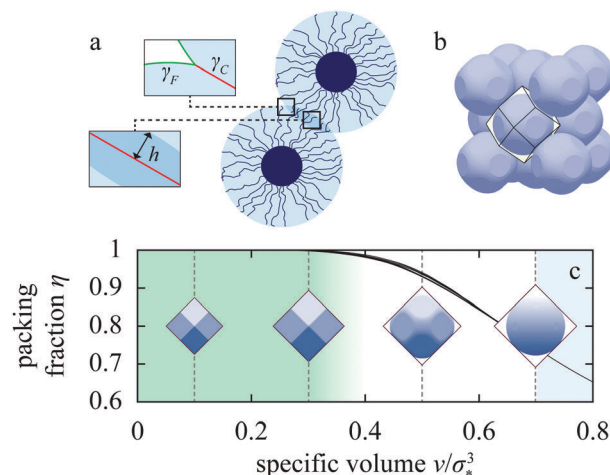 a
b
γ_F
γ_C
h
c
packing
fraction η
1
0.9
0.8
0.7
0.6
0
0.2
0.4
0.6
0.8
specific volume v/σ_*^3